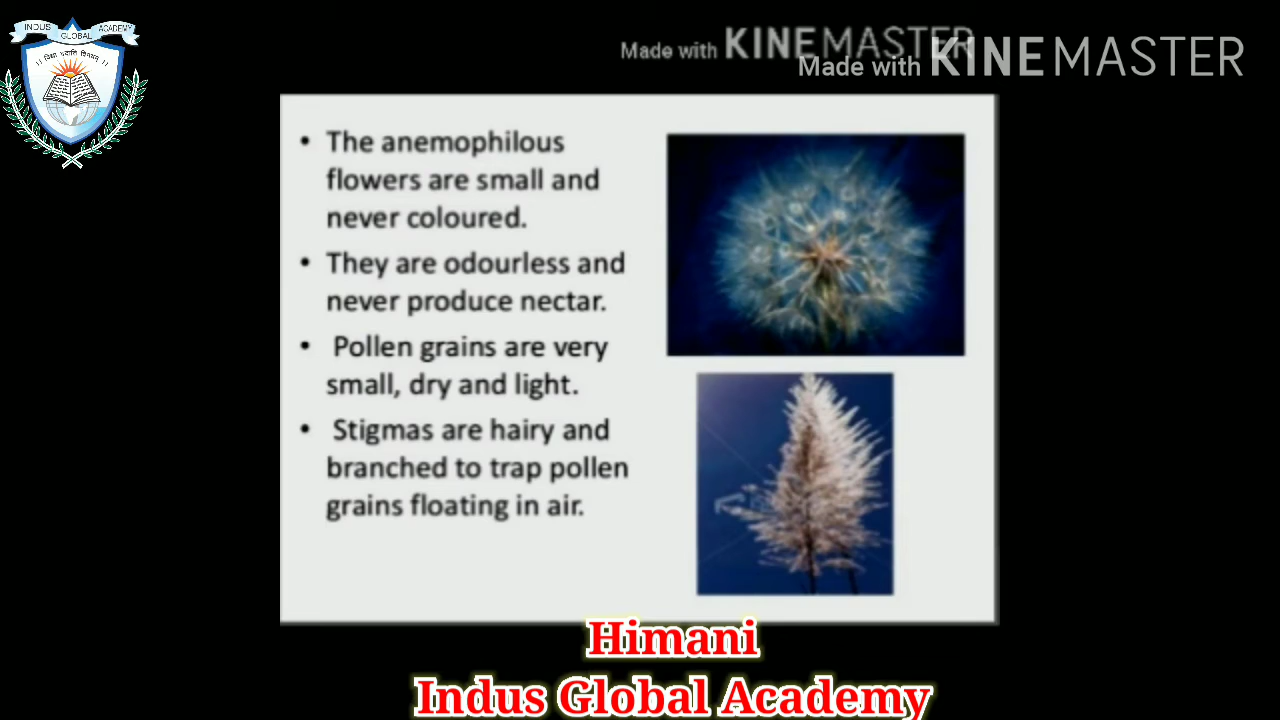 INDUS GLOBAL ACADEMY
Made with KINEMASTER
Made with KINEMASTER
• The anemophilous
flowers are small and
never coloured.
• They are odourless and
never produce nectar.
• Pollen grains are very
small, dry and light.
• Stigmas are hairy and
branched to trap pollen
grains floating in air.
Himani
Indus Global Academy